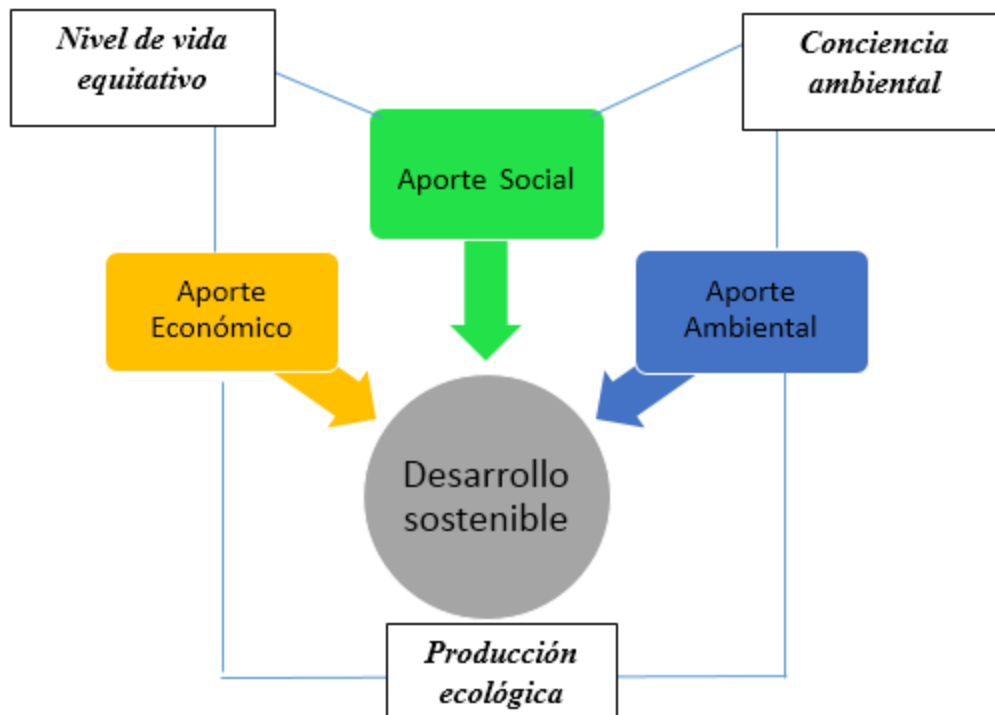 Nivel de vida
equitativo
Conciencia
ambiental
Aporte Social
Aporte
Económico
Aporte
Ambiental
Desarrollo
sostenible
Producción
ecológica